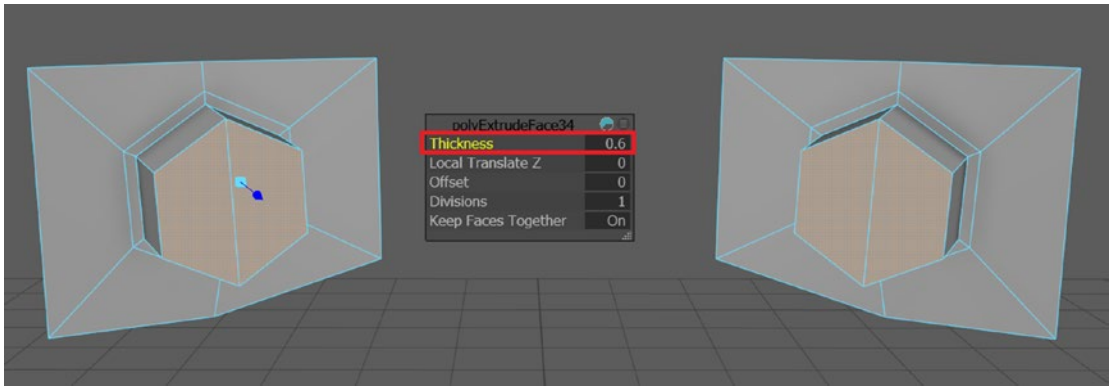 polyExtrudeFace34
Thickness 0.6
Local Translate Z 0
Offset 0
Divisions 1
Keep Faces Together On